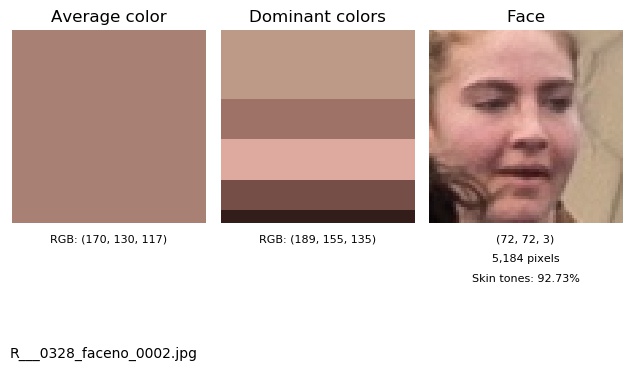 Average color
Dominant colors
Face
RGB: (170, 130, 117)
RGB: (189, 155, 135)
(72, 72, 3)
5,184 pixels
Skin tones: 92.73%
R___0328_faceno_0002.jpg